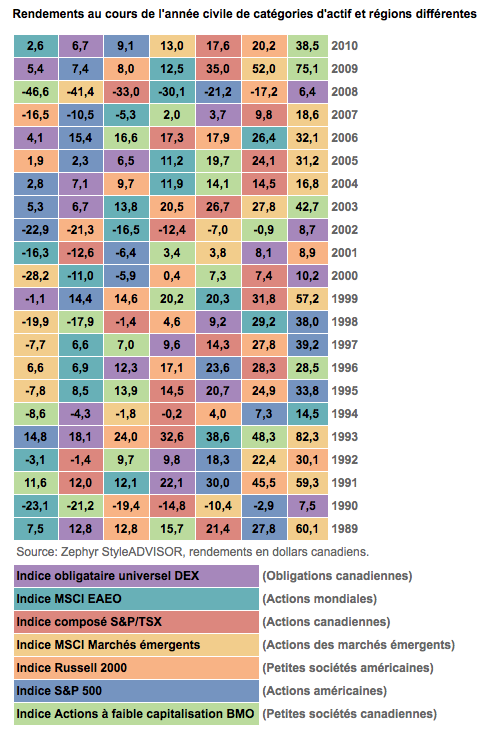 Rendements au cours de l'année civile de catégories d'actif et régions différentes
2,6 6,7 9,1 13,0 17,6 20,2 38,5 2010
5,4 7,4 8,0 12,5 35,0 52,0 75,1 2009
-46,6 -41,4 -33,0 -30,1 -21,2 -17,2 6,4 2008
-16,5 -10,5 -5,3 2,0 3,7 9,8 18,6 2007
4,1 15,4 16,6 17,3 17,9 26,4 32,1 2006
1,9 2,3 6,5 11,2 19,7 24,1 31,2 2005
2,8 7,1 9,7 11,9 14,1 14,5 16,8 2004
5,3 6,7 13,8 20,5 26,7 27,8 42,7 2003
-22,9 -21,3 -16,5 -12,4 -7,0 -0,9 8,7 2002
-16,3 -12,6 -6,4 3,4 3,8 8,1 8,9 2001
-28,2 -11,0 -5,9 0,4 7,3 7,4 10,2 2000
-1,1 14,4 14,6 20,2 20,3 31,8 57,2 1999
-19,9 -17,9 -1,4 4,6 9,2 29,2 38,0 1998
-7,7 6,6 7,0 9,6 14,3 27,8 39,2 1997
6,6 6,9 12,3 17,1 23,6 28,3 28,5 1996
-7,8 8,5 13,9 14,5 20,7 24,9 33,8 1995
-8,6 -4,3 -1,8 -0,2 4,0 7,3 14,5 1994
14,8 18,1 24,0 32,6 38,6 48,3 82,3 1993
-3,1 -1,4 9,7 9,8 18,3 22,4 30,1 1992
11,6 12,0 12,1 22,1 30,0 45,5 59,3 1991
-23,1 -21,2 -19,4 -14,8 -10,4 -2,9 7,5 1990
7,5 12,8 12,8 15,7 21,4 27,8 60,1 1989
Source: Zephyr StyleADVISOR, rendements en dollars canadiens.
Indice obligataire universel DEX (Obligations canadiennes)
Indice MSCI EAEO (Actions mondiales)
Indice composé S&P/TSX (Actions canadiennes)
Indice MSCI Marchés émergents (Actions des marchés émergents)
Indice Russell 2000 (Petites sociétés américaines)
Indice S&P 500 (Actions américaines)
Indice Actions à faible capitalisation BMO (Petites sociétés canadiennes)